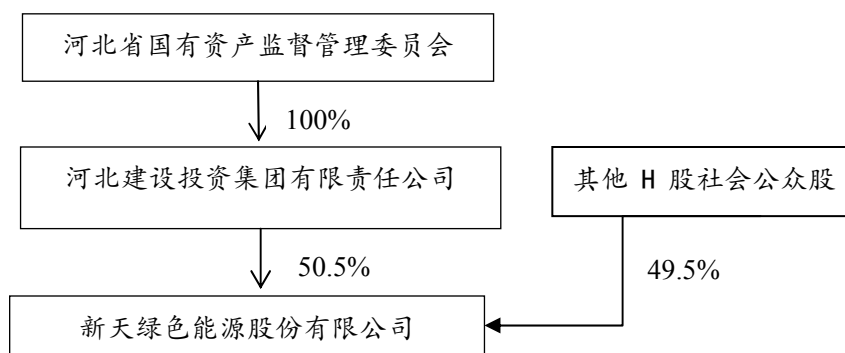 河北省国有资产监督管理委员会
100%
河北建设投资集团有限责任公司
其他 H 股社会公众股
50.5%
49.5%
新天绿色能源股份有限公司